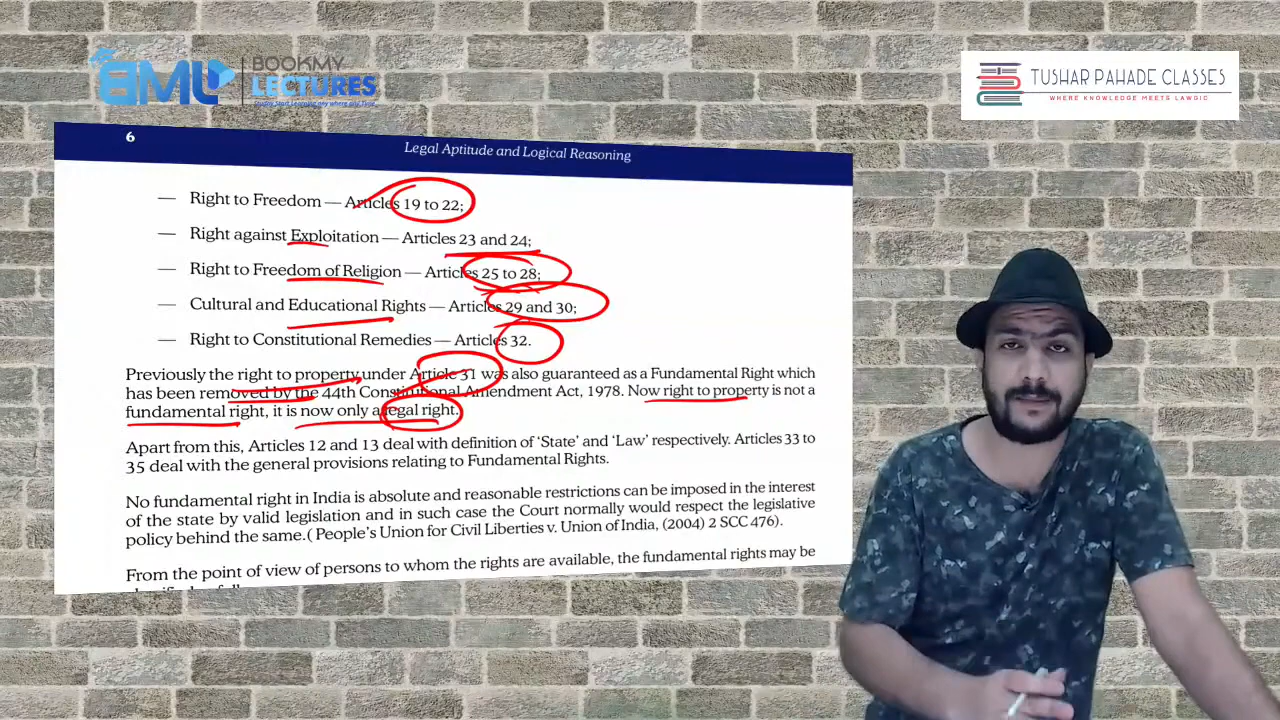 BML
BOOKMY
LECTURES
TUSHAR PAHADE CLASSES
WHERE KNOWLEDGE MEETS LAWGIC
6
Legal Aptitude and Logical Reasoning
— Right to Freedom — Articles 19 to 22;
— Right against Exploitation — Articles 23 and 24;
— Right to Freedom of Religion — Articles 25 to 28;
— Cultural and Educational Rights — Articles 29 and 30;
— Right to Constitutional Remedies — Articles 32.
Previously the right to property under Article 31 was also guaranteed as a Fundamental Right which
has been removed by the 44th Constitutional Amendment Act, 1978. Now right to property is not a
fundamental right, it is now only a legal right.
Apart from this, Articles 12 and 13 deal with definition of ‘State’ and ‘Law’ respectively. Articles 33 to
35 deal with the general provisions relating to Fundamental Rights.
No fundamental right in India is absolute and reasonable restrictions can be imposed in the interest
of the state by valid legislation and in such case the Court normally would respect the legislative
policy behind the same.( People’s Union for Civil Liberties v. Union of India, (2004) 2 SCC 476).
From the point of view of persons to whom the rights are available, the fundamental rights may be